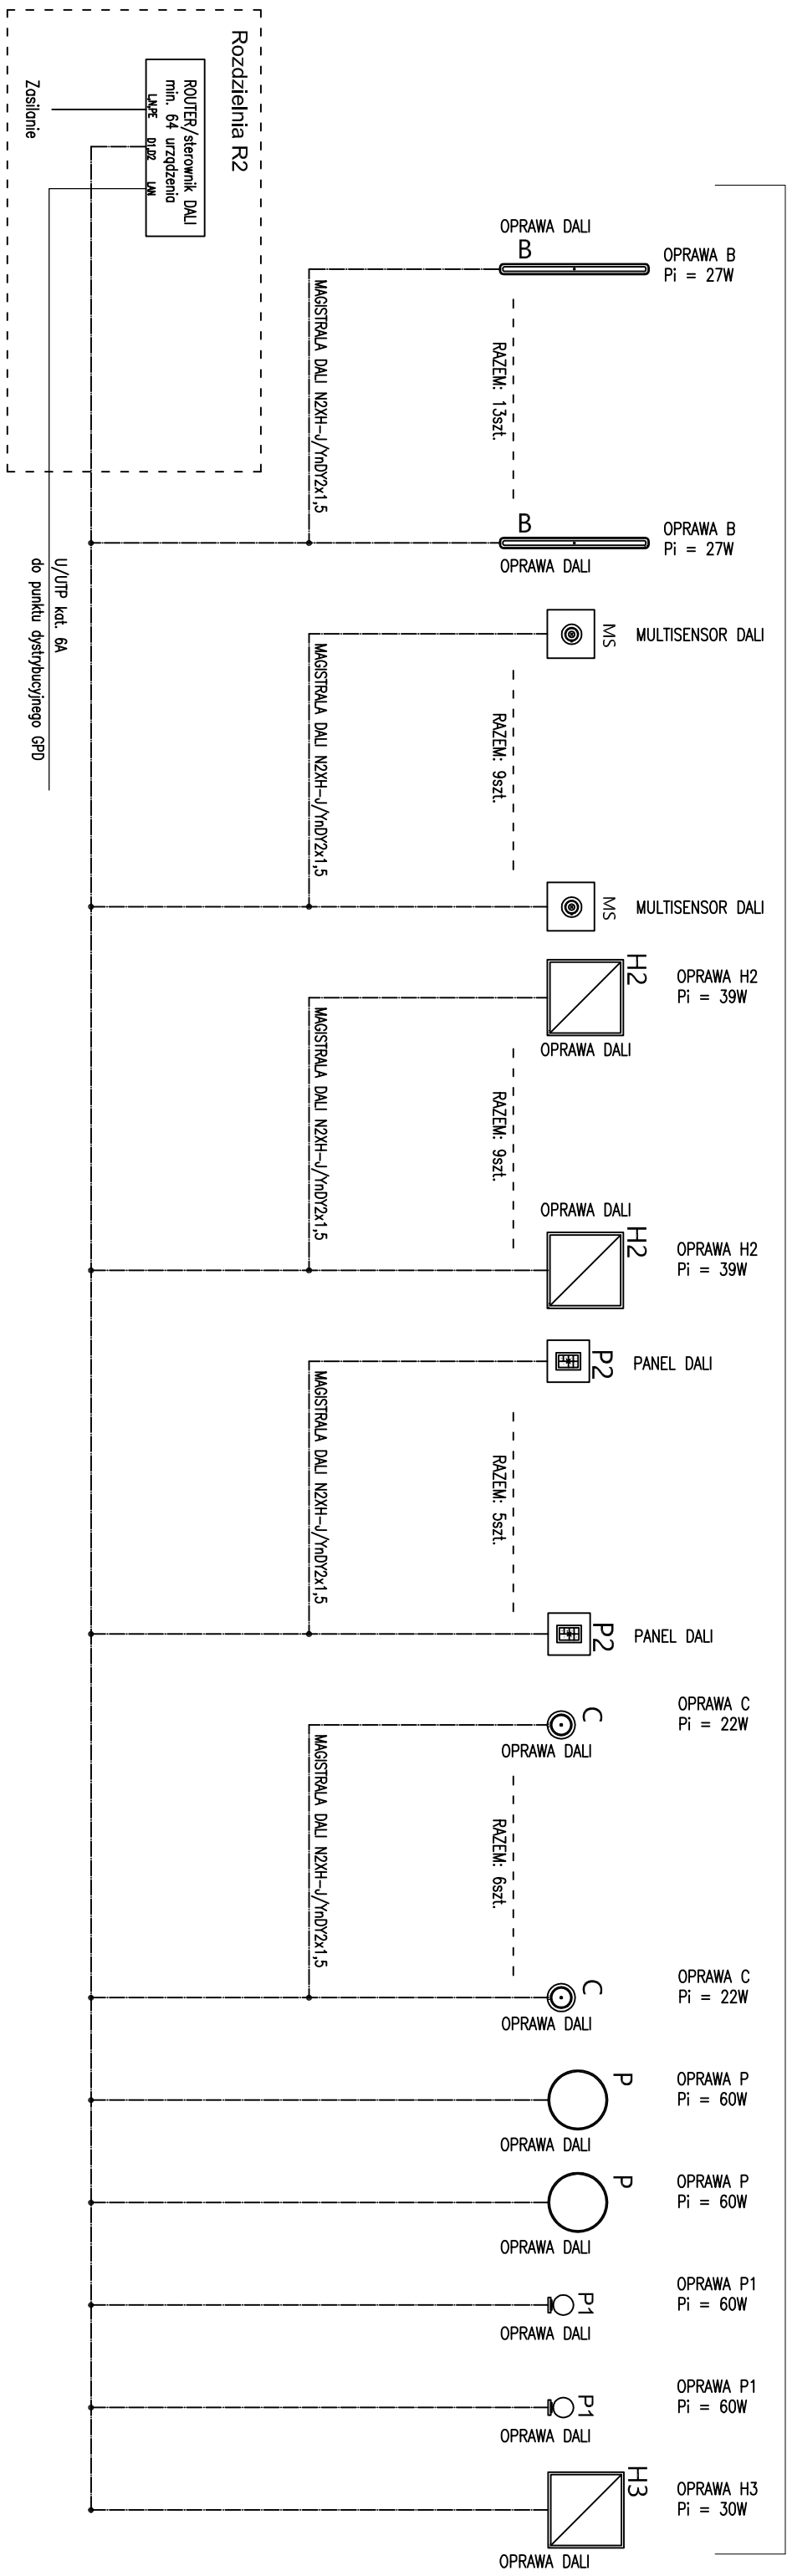 Rozdzielnia R2
ROUTER/sterownik DALI
min. 64 urządzenia
L,N,PE
D1,D2
LAN
Zasilanie
U/UTP kat. 6A
do punktu dystrybucyjnego GPD
OPRAWA DALI
B
OPRAWA B
Pi = 27W
MAGISTRALA DALI N2XH-J/YnDY2x1,5
RAZEM: 13szt.
B
OPRAWA B
Pi = 27W
OPRAWA DALI
MS
MULTISENSOR DALI
MAGISTRALA DALI N2XH-J/YnDY2x1,5
RAZEM: 9szt.
MS
MULTISENSOR DALI
H2
OPRAWA H2
Pi = 39W
OPRAWA DALI
MAGISTRALA DALI N2XH-J/YnDY2x1,5
RAZEM: 9szt.
OPRAWA DALI
H2
OPRAWA H2
Pi = 39W
P2
PANEL DALI
MAGISTRALA DALI N2XH-J/YnDY2x1,5
RAZEM: 5szt.
P2
PANEL DALI
C
OPRAWA C
Pi = 22W
OPRAWA DALI
MAGISTRALA DALI N2XH-J/YnDY2x1,5
RAZEM: 6szt.
C
OPRAWA C
Pi = 22W
OPRAWA DALI
P
OPRAWA P
Pi = 60W
OPRAWA DALI
P
OPRAWA P
Pi = 60W
OPRAWA DALI
P1
OPRAWA P1
Pi = 60W
OPRAWA DALI
P1
OPRAWA P1
Pi = 60W
OPRAWA DALI
H3
OPRAWA H3
Pi = 30W
OPRAWA DALI